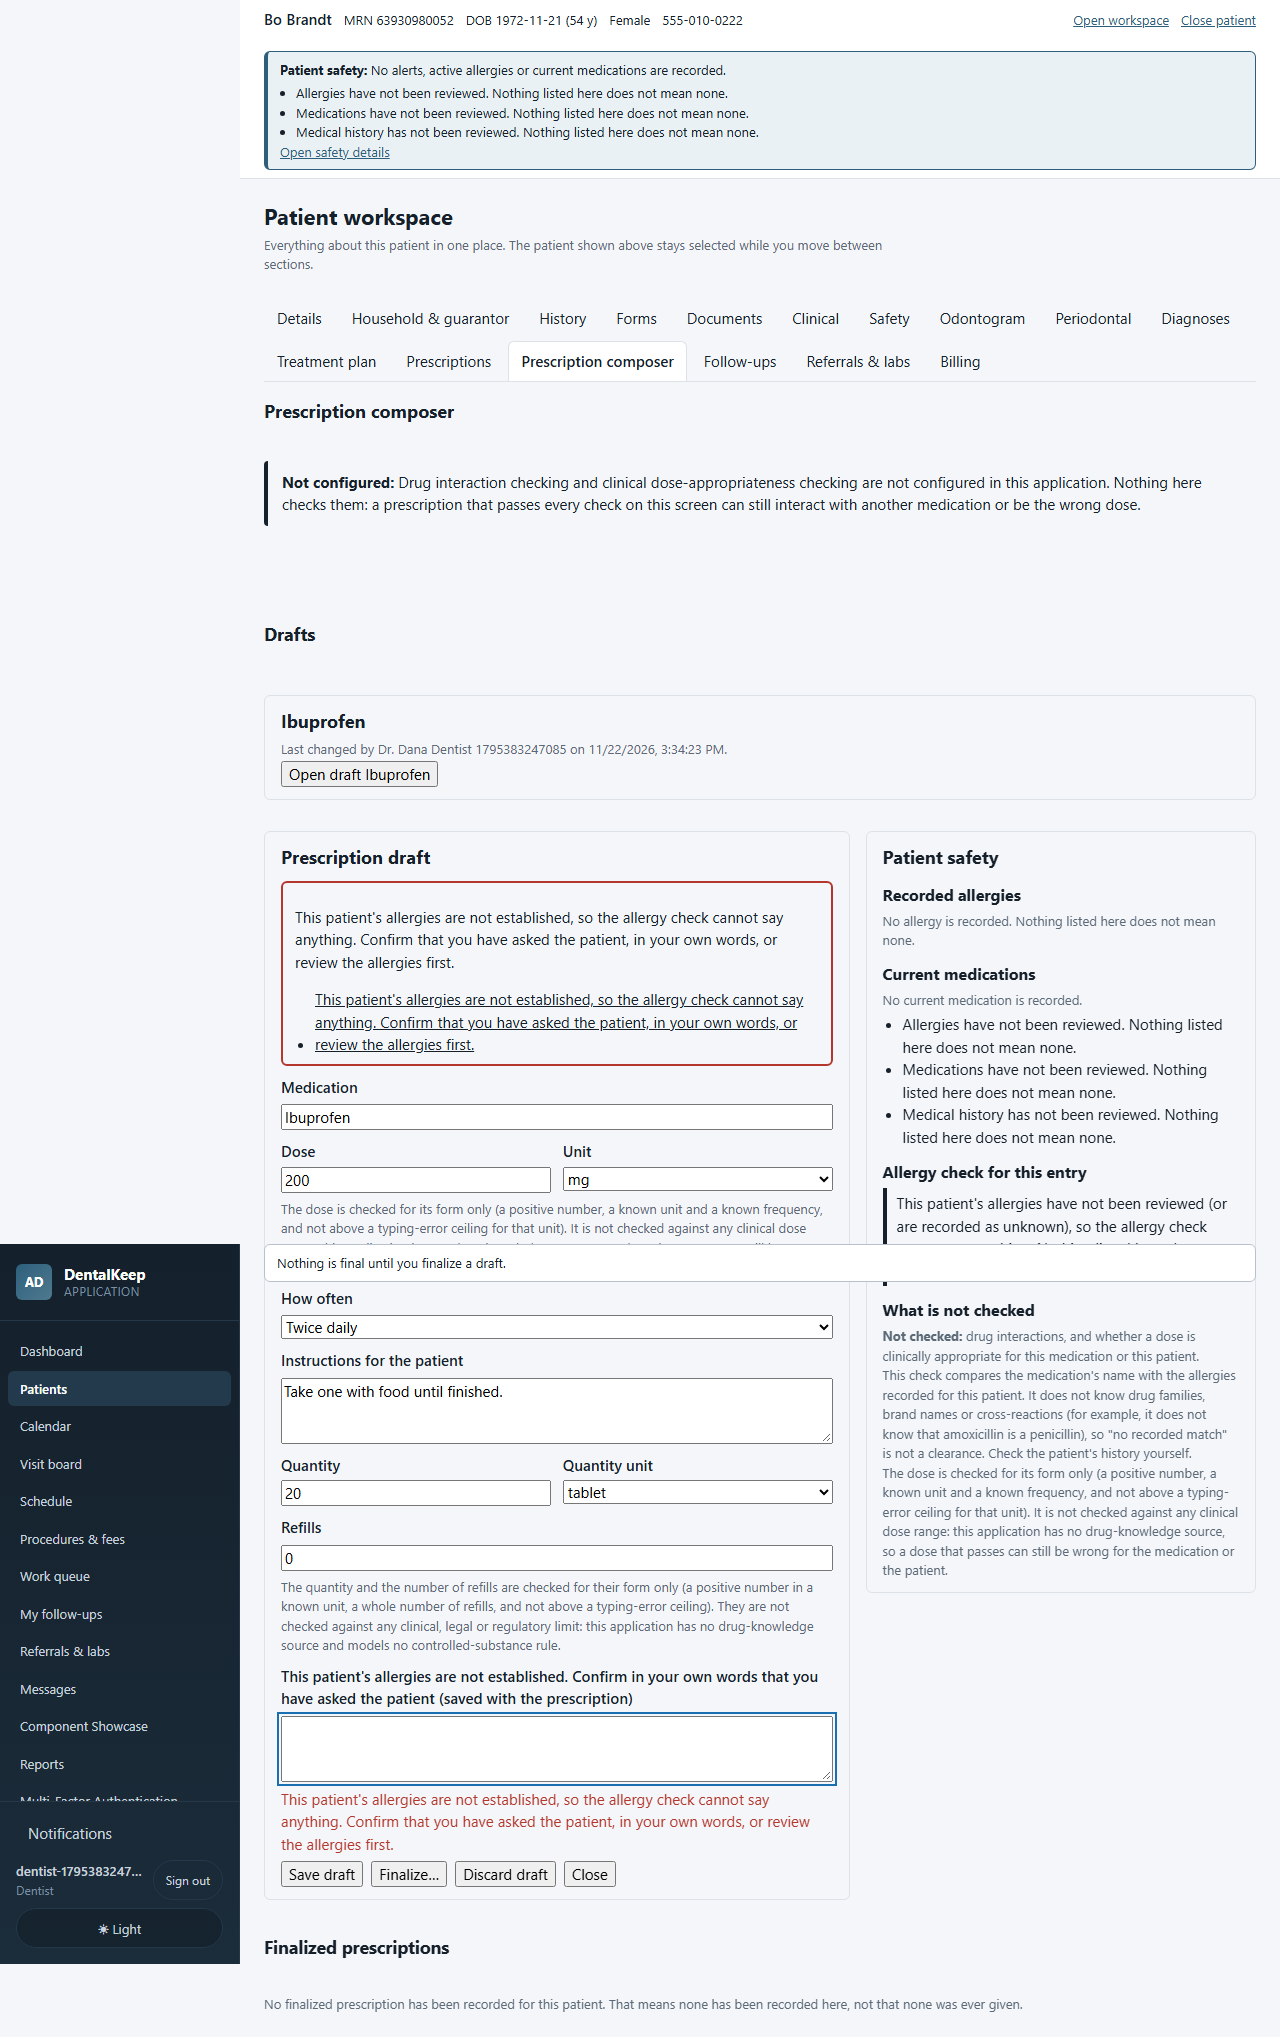 Bo Brandt MRN 63930980052 DOB 1972-11-21 (54 y) Female 555-010-0222 Open workspace Close patient
Patient safety: No alerts, active allergies or current medications are recorded.
Allergies have not been reviewed. Nothing listed here does not mean none.
Medications have not been reviewed. Nothing listed here does not mean none.
Medical history has not been reviewed. Nothing listed here does not mean none.
Open safety details
Patient workspace
Everything about this patient in one place. The patient shown above stays selected while you move between
sections.
Details Household & guarantor History Forms Documents Clinical Safety Odontogram Periodontal Diagnoses
Treatment plan Prescriptions Prescription composer Follow-ups Referrals & labs Billing
Prescription composer
Not configured: Drug interaction checking and clinical dose-appropriateness checking are not configured in this application. Nothing here
checks them: a prescription that passes every check on this screen can still interact with another medication or be the wrong dose.
Drafts
Ibuprofen
Last changed by Dr. Dana Dentist 1795383247085 on 11/22/2026, 3:34:23 PM.
Open draft Ibuprofen
Prescription draft
This patient's allergies are not established, so the allergy check cannot say
anything. Confirm that you have asked the patient, in your own words, or
review the allergies first.
This patient's allergies are not established, so the allergy check cannot say
anything. Confirm that you have asked the patient, in your own words, or
review the allergies first.
Medication
Ibuprofen
Dose Unit
200 mg
The dose is checked for its form only (a positive number, a known unit and a known frequency,
and not above a typing-error ceiling for that unit). It is not checked against any clinical dose
Nothing is final until you finalize a draft.
How often
Twice daily
Instructions for the patient
Take one with food until finished.
Quantity Quantity unit
20 tablet
Refills
0
The quantity and the number of refills are checked for their form only (a positive number in a
known unit, a whole number of refills, and not above a typing-error ceiling). They are not
checked against any clinical, legal or regulatory limit: this application has no drug-knowledge
source and models no controlled-substance rule.
This patient's allergies are not established. Confirm in your own words that you
have asked the patient (saved with the prescription)
This patient's allergies are not established, so the allergy check cannot say
anything. Confirm that you have asked the patient, in your own words, or review
the allergies first.
Save draft Finalize... Discard draft Close
Patient safety
Recorded allergies
No allergy is recorded. Nothing listed here does not mean
none.
Current medications
No current medication is recorded.
Allergies have not been reviewed. Nothing listed
here does not mean none.
Medications have not been reviewed. Nothing
listed here does not mean none.
Medical history has not been reviewed. Nothing
listed here does not mean none.
Allergy check for this entry
This patient's allergies have not been reviewed (or
are recorded as unknown), so the allergy check
What is not checked
Not checked: drug interactions, and whether a dose is
clinically appropriate for this medication or this patient.
This check compares the medication's name with the allergies
recorded for this patient. It does not know drug families,
brand names or cross-reactions (for example, it does not
know that amoxicillin is a penicillin), so "no recorded match"
is not a clearance. Check the patient's history yourself.
The dose is checked for its form only (a positive number, a
known unit and a known frequency, and not above a typing-
error ceiling for that unit). It is not checked against any clinical
dose range: this application has no drug-knowledge source,
so a dose that passes can still be wrong for the medication or
the patient.
Finalized prescriptions
No finalized prescription has been recorded for this patient. That means none has been recorded here, not that none was ever given.
AD DentalKeep
APPLICATION
Dashboard
Patients
Calendar
Visit board
Schedule
Procedures & fees
Work queue
My follow-ups
Referrals & labs
Messages
Component Showcase
Reports
Multi-Factor Authentication
Notifications
dentist-1795383247...
Dentist
Sign out
☀ Light